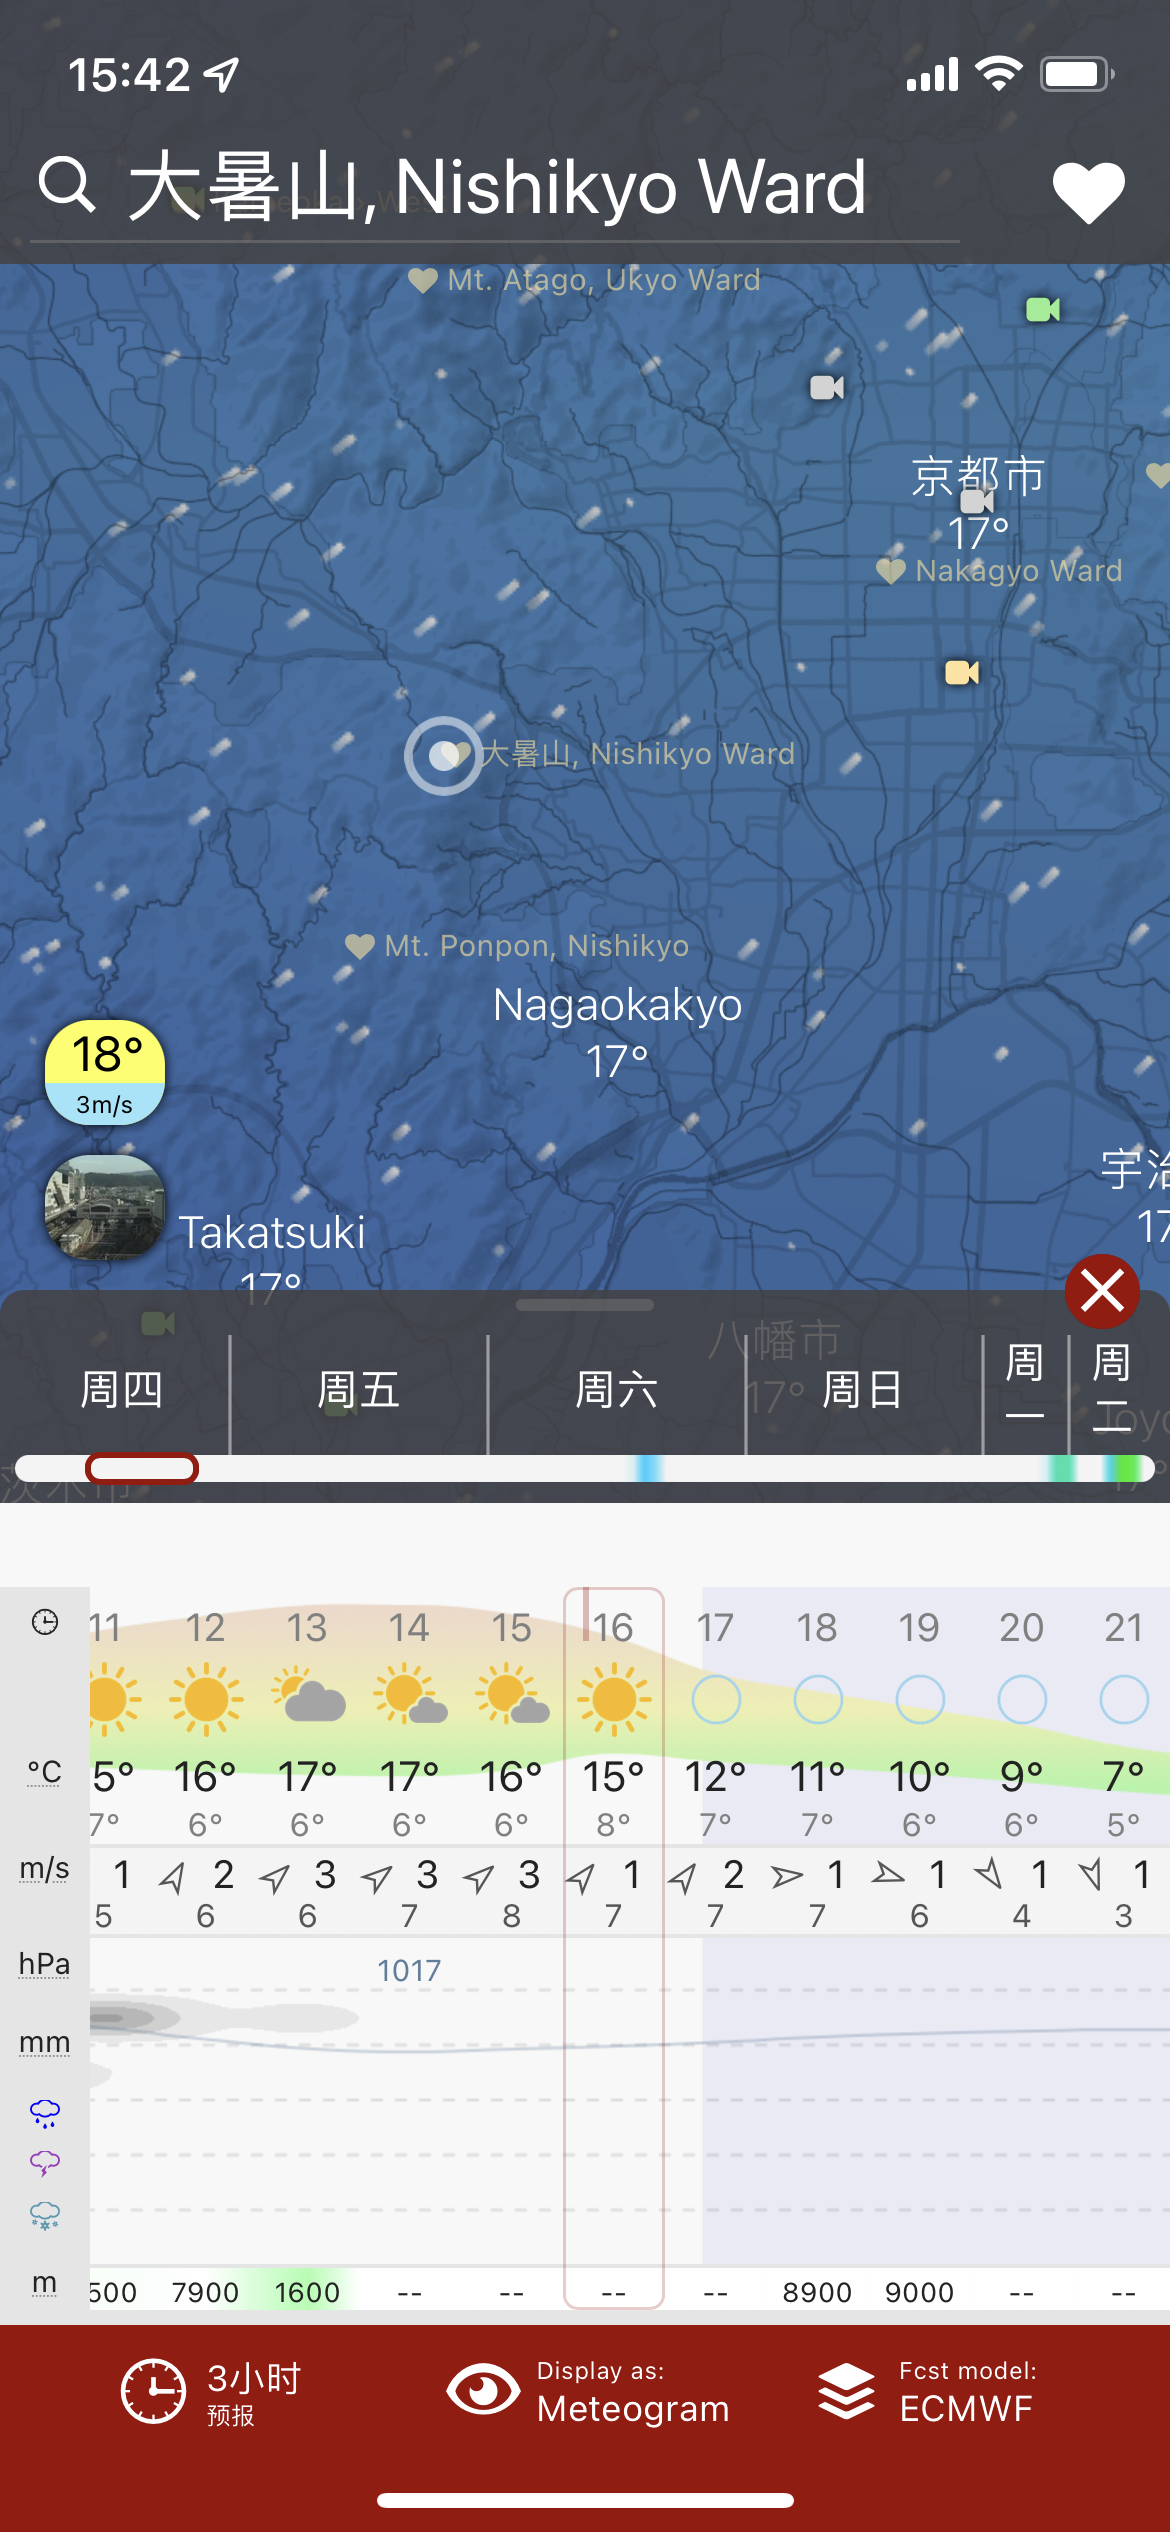 15:42
大暑山, Nishikyo Ward
Mt. Atago, Ukyo Ward
京都市
17°
Nakagyo Ward
大暑山, Nishikyo Ward
Mt. Ponpon, Nishikyo
Nagaokakyo
17°
18°
3m/s
宇治
17
Takatsuki
17°
八幡市
17°
周四 周五 周六 周日 周一 周二
Joyo
茨木市
11 12 13 14 15 16 17 18 19 20 21
°C 5° 16° 17° 17° 16° 15° 12° 11° 10° 9° 7°
7° 6° 6° 6° 6° 8° 7° 7° 6° 6° 5°
m/s 1 2 3 3 3 1 2 1 1 1 1
5 6 6 7 8 7 7 7 6 4 3
hPa 1017
mm
m 500 7900 1600 -- -- -- -- 8900 9000 -- --
3小时
预报
Display as:
Meteogram
Fcst model:
ECMWF